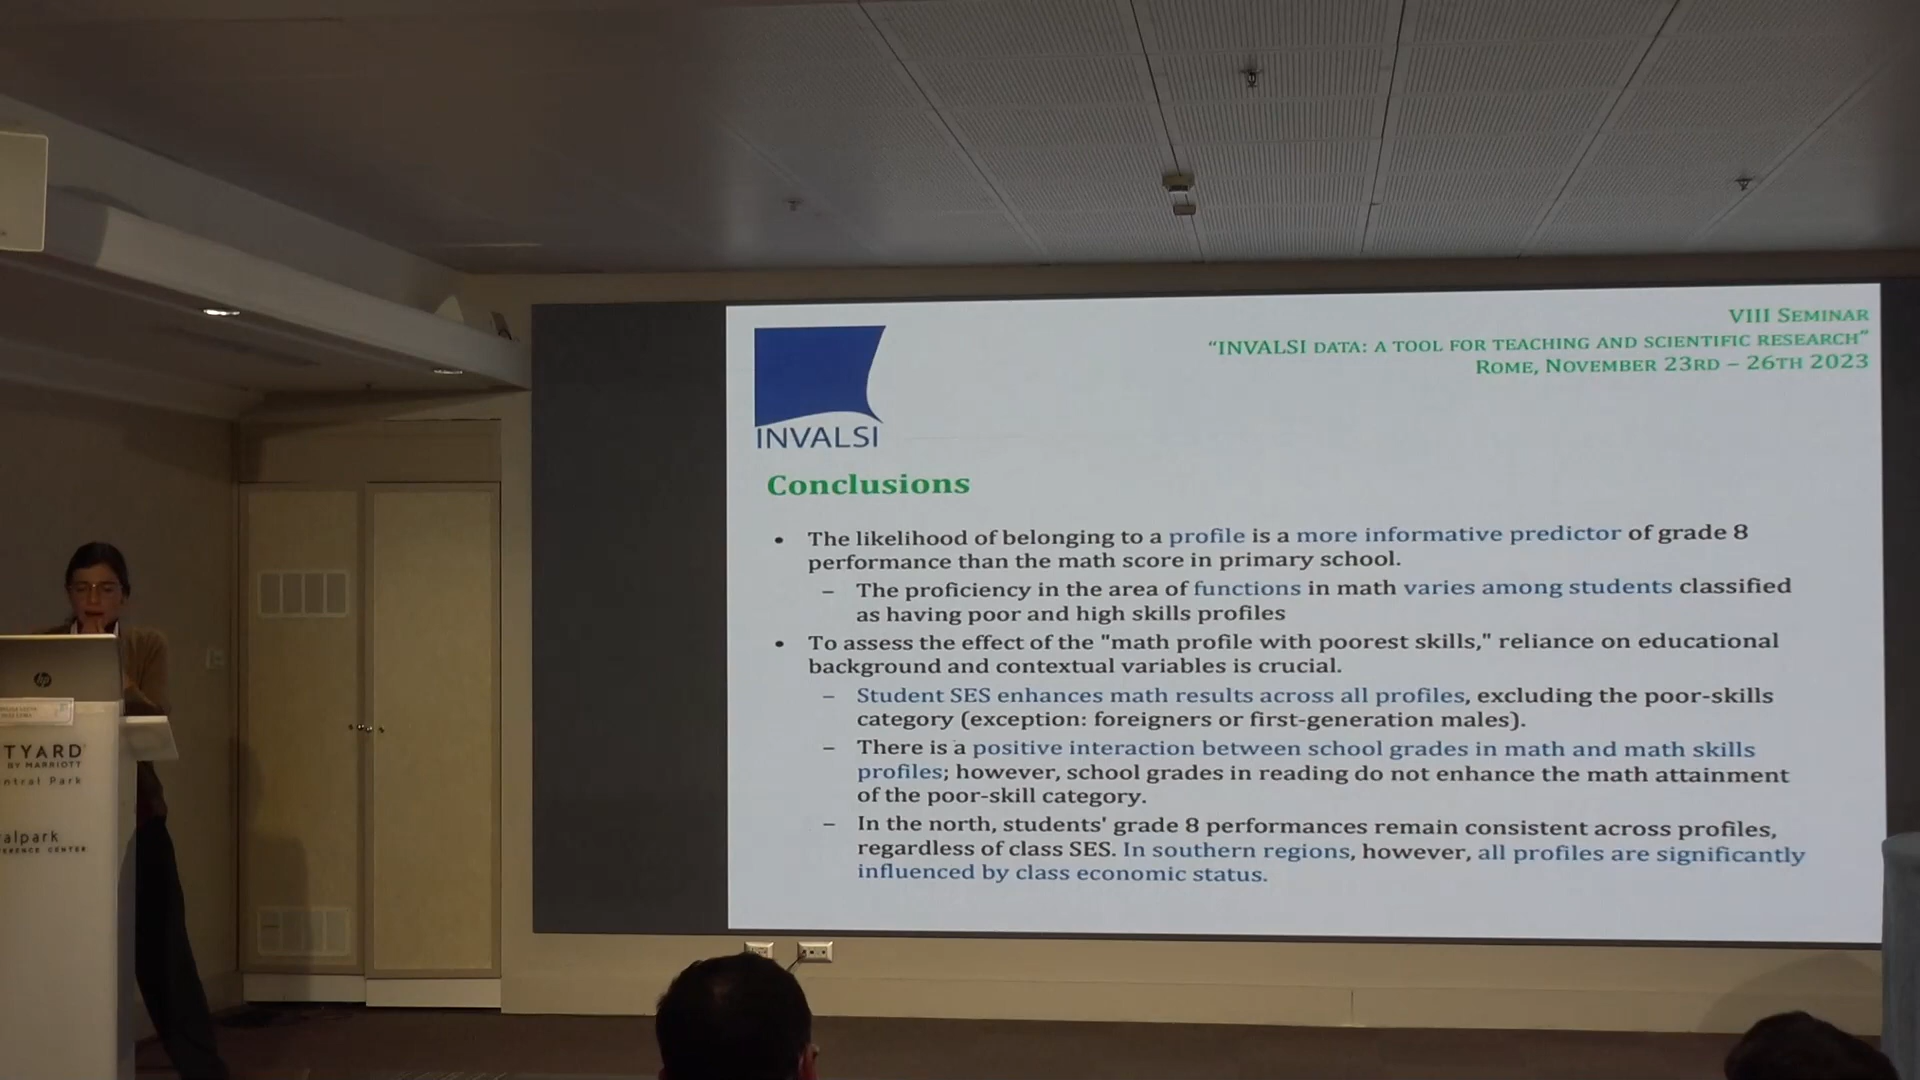 VIII SEMINAR
“INVALSI DATA: A TOOL FOR TEACHING AND SCIENTIFIC RESEARCH”
ROME, NOVEMBER 23RD – 26TH 2023
INVALSI
Conclusions
• The likelihood of belonging to a profile is a more informative predictor of grade 8
performance than the math score in primary school.
– The proficiency in the area of functions in math varies among students classified
as having poor and high skills profiles
• To assess the effect of the "math profile with poorest skills," reliance on educational
background and contextual variables is crucial.
– Student SES enhances math results across all profiles, excluding the poor-skills
category (exception: foreigners or first-generation males).
– There is a positive interaction between school grades in math and math skills
profiles; however, school grades in reading do not enhance the math attainment
of the poor-skill category.
– In the north, students' grade 8 performances remain consistent across profiles,
regardless of class SES. In southern regions, however, all profiles are significantly
influenced by class economic status.
hp
TYARD
BY MARRIOTT
ntral Park
alpark
ERENCE CENTER